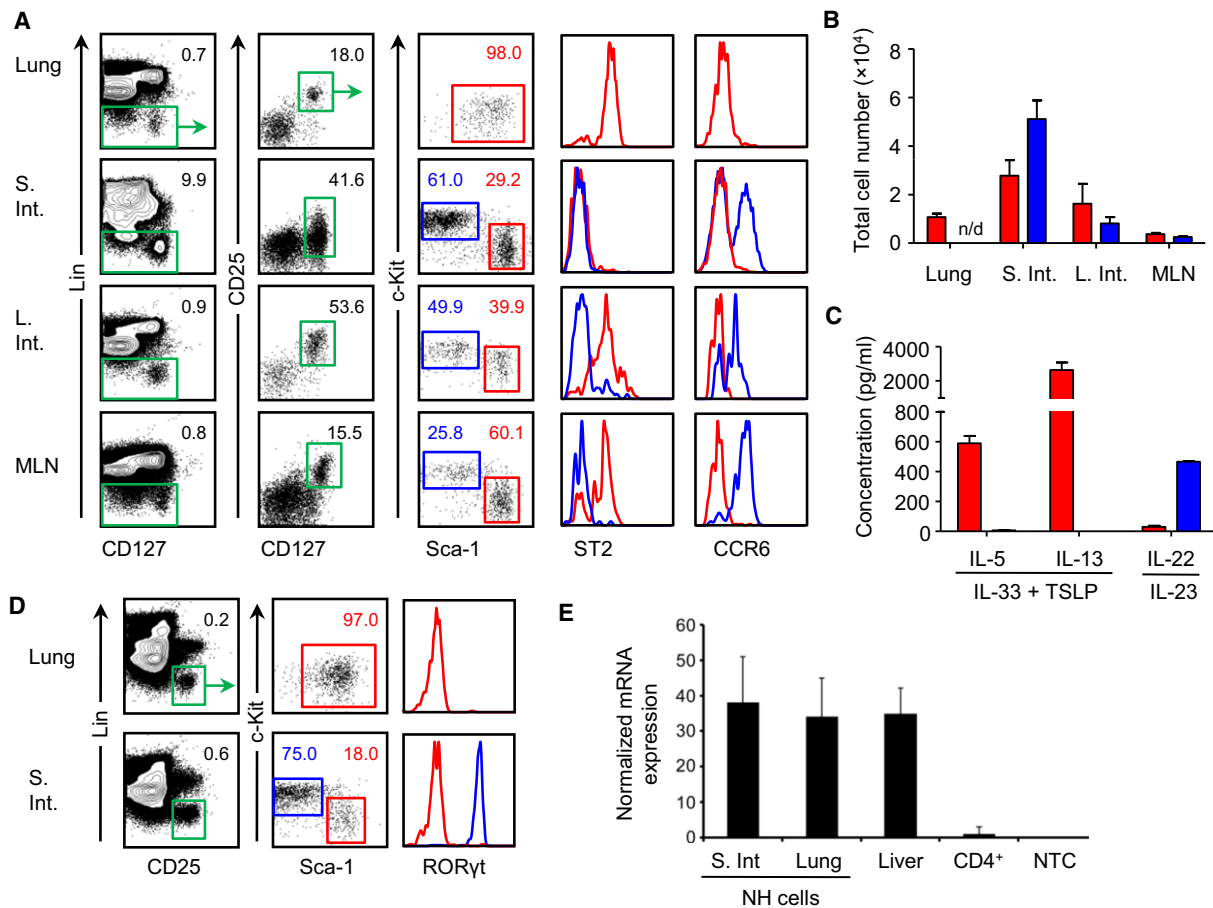 A
Lung
S.
Int.
L.
Int.
MLN
Lin
CD25
c-Kit
0.7
18.0
98.0
9.9
41.6
61.0 29.2
0.9
53.6
49.9 39.9
0.8
15.5
25.8 60.1
CD127
CD127
Sca-1
ST2
CCR6
B
Total cell number (×10⁴)
8
6
4
2
0
n/d
Lung
S. Int.
L. Int.
MLN
C
Concentration (pg/ml)
4000
2000
800
600
400
200
0
IL-5
IL-13
IL-22
IL-33 + TSLP
IL-23
D
Lung
S.
Int.
Lin
c-Kit
0.2
97.0
0.6
75.0 18.0
CD25
Sca-1
RORγt
E
Normalized mRNA
expression
60
50
40
30
20
10
0
S. Int
Lung
Liver
CD4⁺
NTC
NH cells